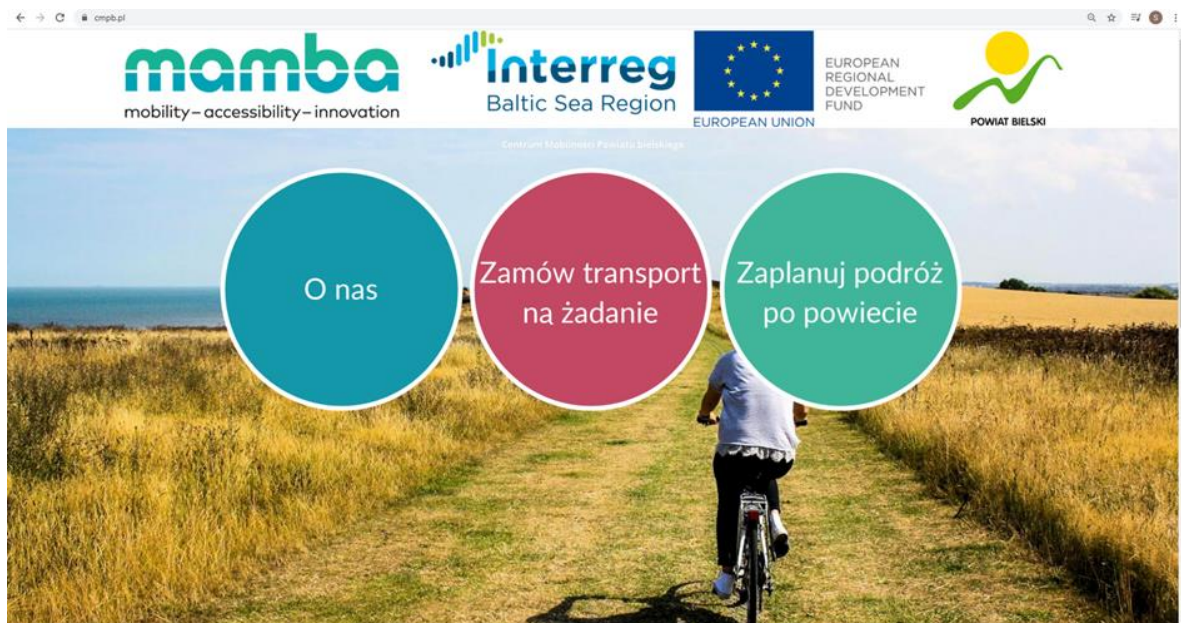 cmpb.pl
S
mamba
mobility–accessibility–innovation
Interreg
Baltic Sea Region
EUROPEAN UNION
EUROPEAN
REGIONAL
DEVELOPMENT
FUND
POWIAT BIELSKI
Centrum Mobilności Powiatu bielskiego
O nas
Zamów transport
ną żadanie
Zaplanuj podróż
po powiecie